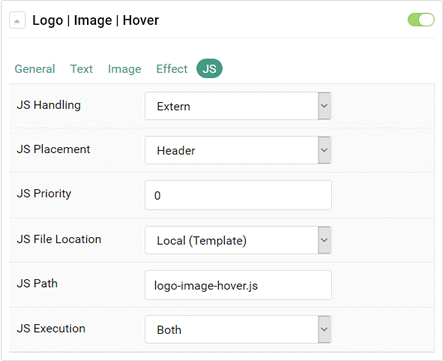 Logo | Image | Hover
General Text Image Effect JS
JS Handling Extern
JS Placement Header
JS Priority 0
JS File Location Local (Template)
JS Path logo-image-hover.js
JS Execution Both